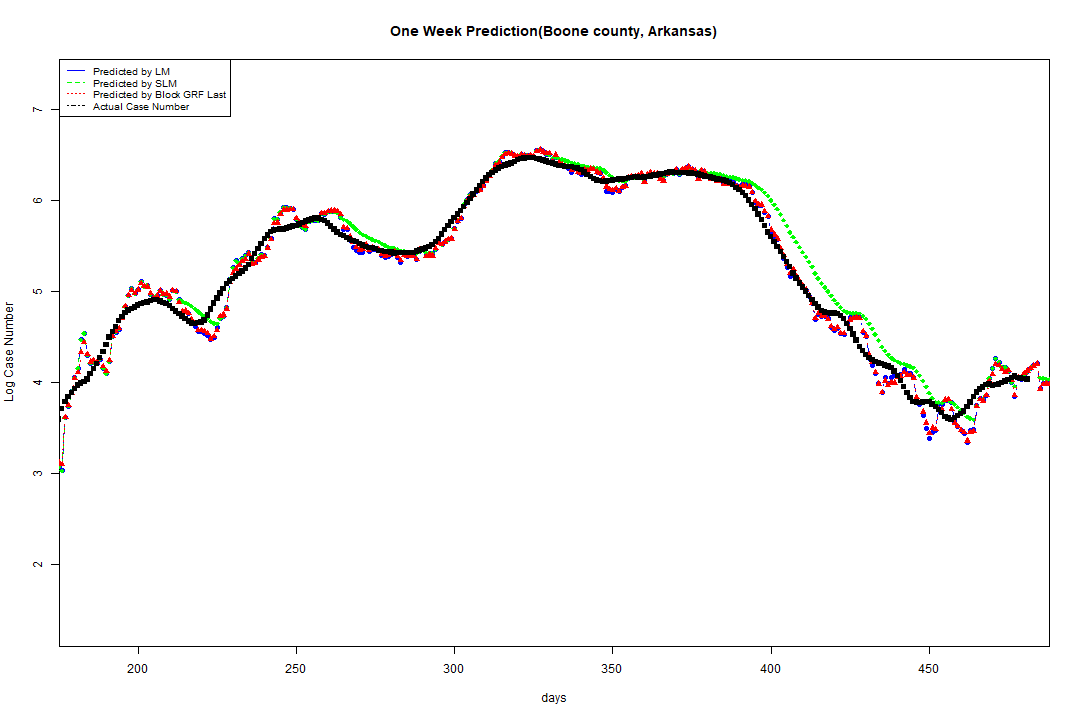 One Week Prediction(Boone county, Arkansas)
Predicted by LM
Predicted by SLM
Predicted by Block GRF Last
Actual Case Number
Log Case Number
7
6
5
4
3
2
200 250 300 350 400 450
days